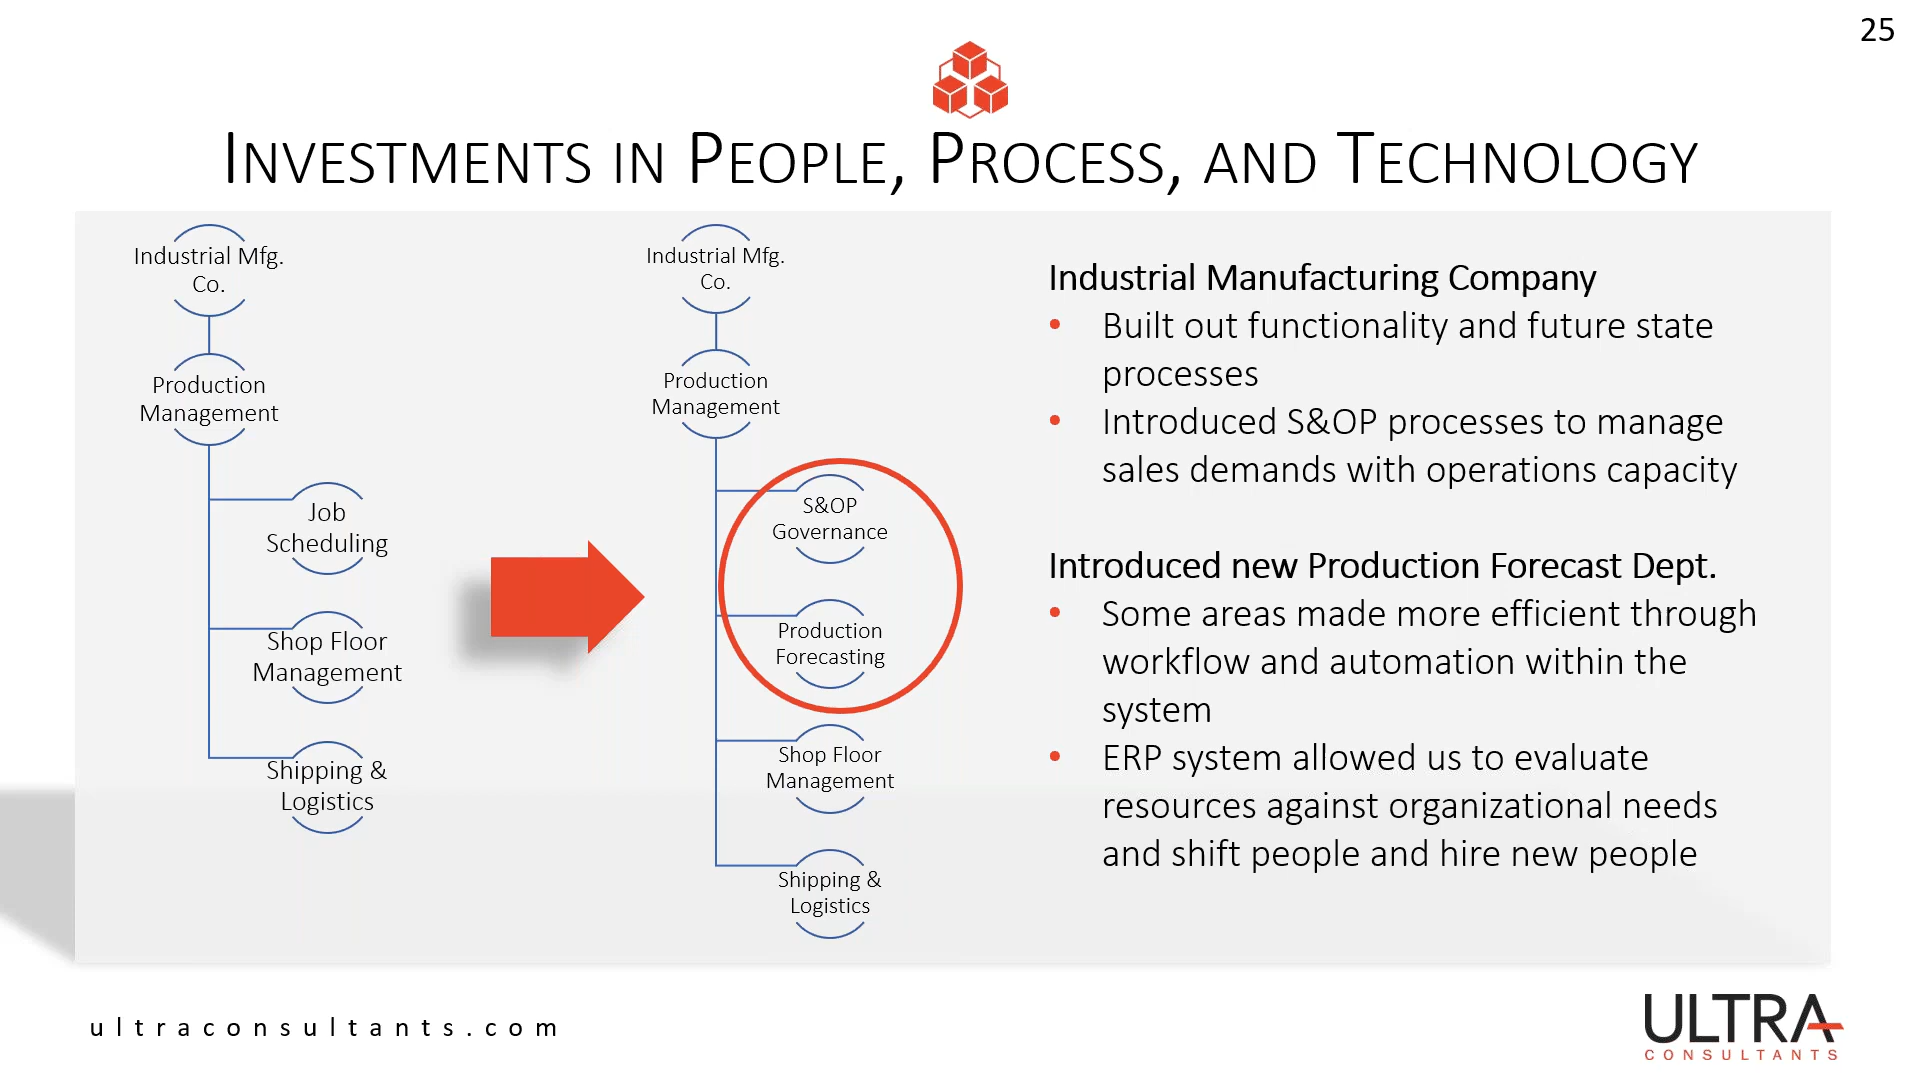 25
INVESTMENTS IN PEOPLE, PROCESS, AND TECHNOLOGY
Industrial Mfg.
Co.
Production
Management
Job
Scheduling
Shop Floor
Management
Shipping &
Logistics
Industrial Mfg.
Co.
Production
Management
S&OP
Governance
Production
Forecasting
Shop Floor
Management
Shipping &
Logistics
Industrial Manufacturing Company
• Built out functionality and future state
processes
• Introduced S&OP processes to manage
sales demands with operations capacity
Introduced new Production Forecast Dept.
• Some areas made more efficient through
workflow and automation within the
system
• ERP system allowed us to evaluate
resources against organizational needs
and shift people and hire new people
ultraconsultants.com
ULTRA
CONSULTANTS